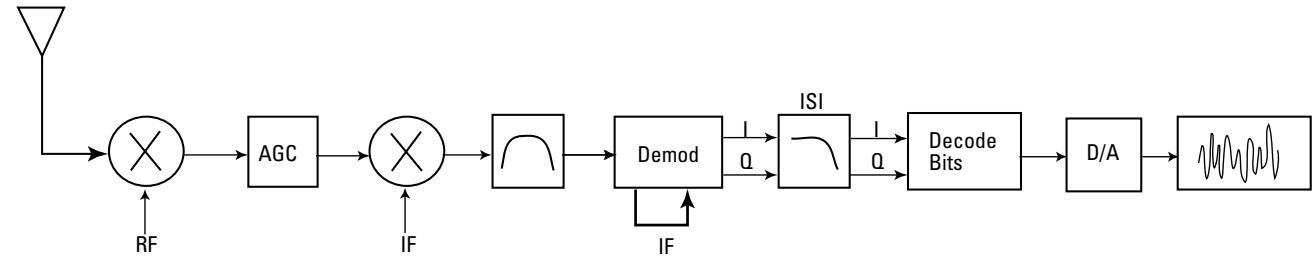 ISI
I
I
AGC
Demod
Decode
Bits
D/A
Q
Q
RF
IF
IF